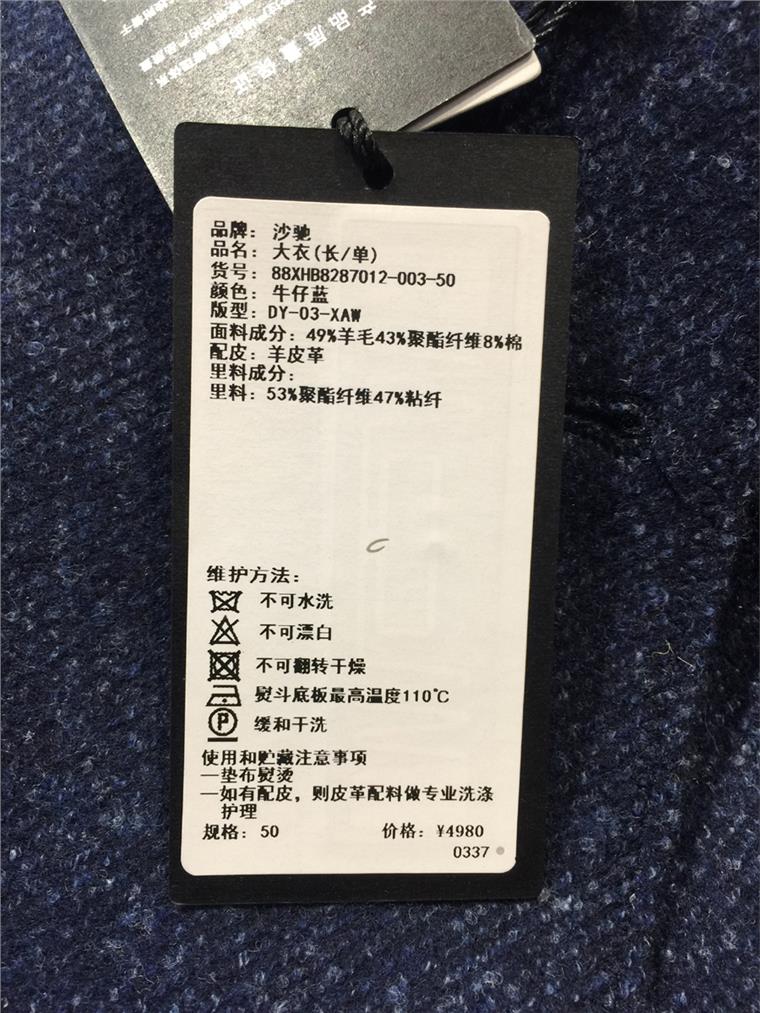 产品质量保证
品牌: 沙驰
品名: 大衣(长/单)
货号: 88XHB8287012-003-50
颜色: 牛仔蓝
版型: DY-03-XAW
面料成分: 49%羊毛43%聚酯纤维8%棉
配皮: 羊皮革
里料成分:
里料: 53%聚酯纤维47%粘纤
维护方法:
不可水洗
不可漂白
不可翻转干燥
熨斗底板最高温度110℃
P 缓和干洗
使用和贮藏注意事项
—垫布熨烫
—如有配皮，则皮革配料做专业洗涤
护理
规格: 50 价格: ¥4980
0337